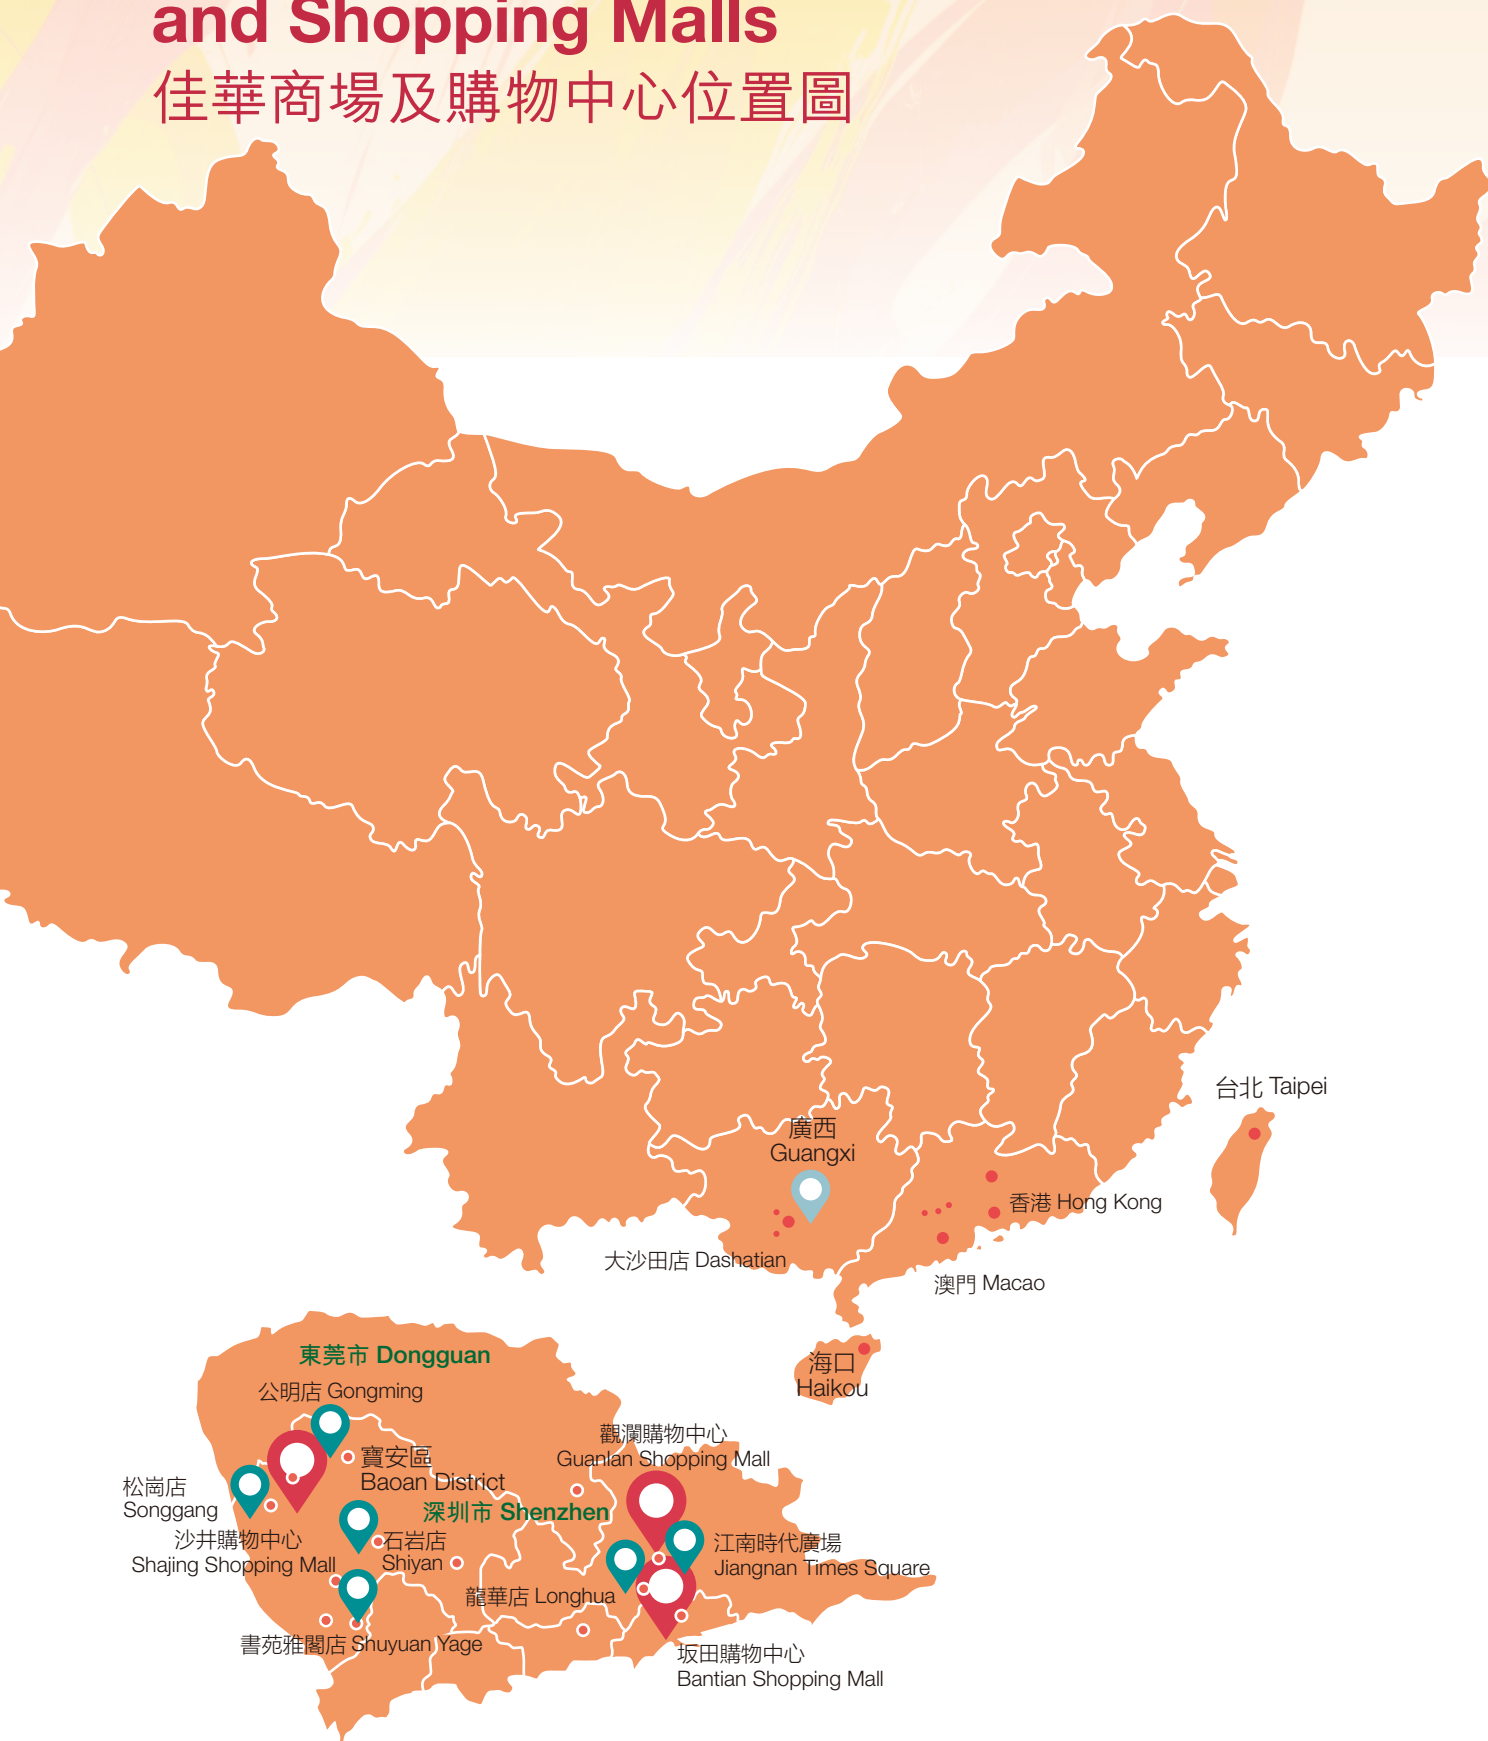 and Shopping Malls
佳華商場及購物中心位置圖
台北 Taipei
廣西
Guangxi
香港 Hong Kong
大沙田店 Dashatian
澳門 Macao
海口
Haikou
東莞市 Dongguan
公明店 Gongming
觀瀾購物中心
Guanlan Shopping Mall
寶安區
Baoan District
松崗店
Songgang
深圳市 Shenzhen
沙井購物中心
Shajing Shopping Mall
石岩店
Shiyan
江南時代廣場
Jiangnan Times Square
龍華店 Longhua
書苑雅閣店 Shuyuan Yage
坂田購物中心
Bantian Shopping Mall